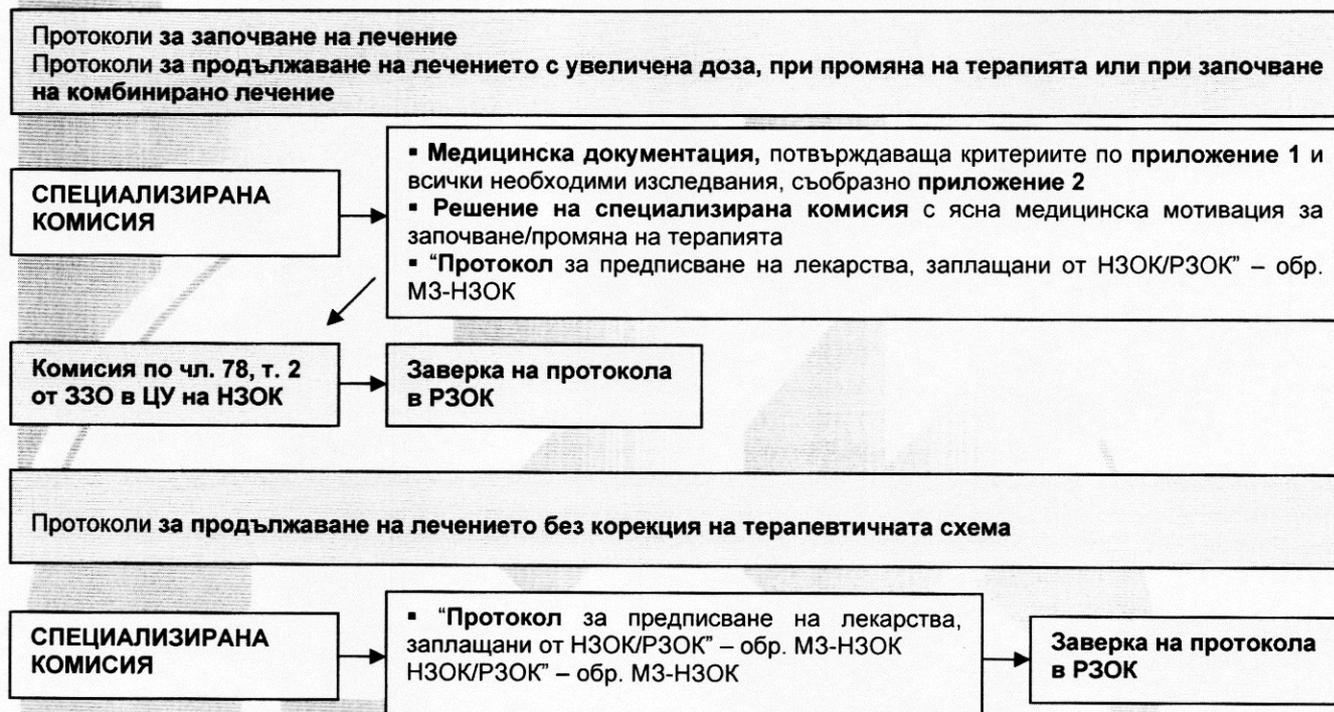 Протоколи за започване на лечение
Протоколи за продължаване на лечението с увеличена доза, при промяна на терапията или при започване
на комбинирано лечение
СПЕЦИАЛИЗИРАНА
КОМИСИЯ
▪ Медицинска документация, потвърждаваща критериите по приложение 1 и
всички необходими изследвания, съобразно приложение 2
▪ Решение на специализирана комисия с ясна медицинска мотивация за
започване/промяна на терапията
▪ “Протокол за предписване на лекарства, заплащани от НЗОК/РЗОК” – обр.
МЗ-НЗОК
Комисия по чл. 78, т. 2
от ЗЗО в ЦУ на НЗОК
Заверка на протокола
в РЗОК
Протоколи за продължаване на лечението без корекция на терапевтичната схема
СПЕЦИАЛИЗИРАНА
КОМИСИЯ
▪ “Протокол за предписване на лекарства,
заплащани от НЗОК/РЗОК” – обр. МЗ-НЗОК
НЗОК/РЗОК” – обр. МЗ-НЗОК
Заверка на протокола
в РЗОК